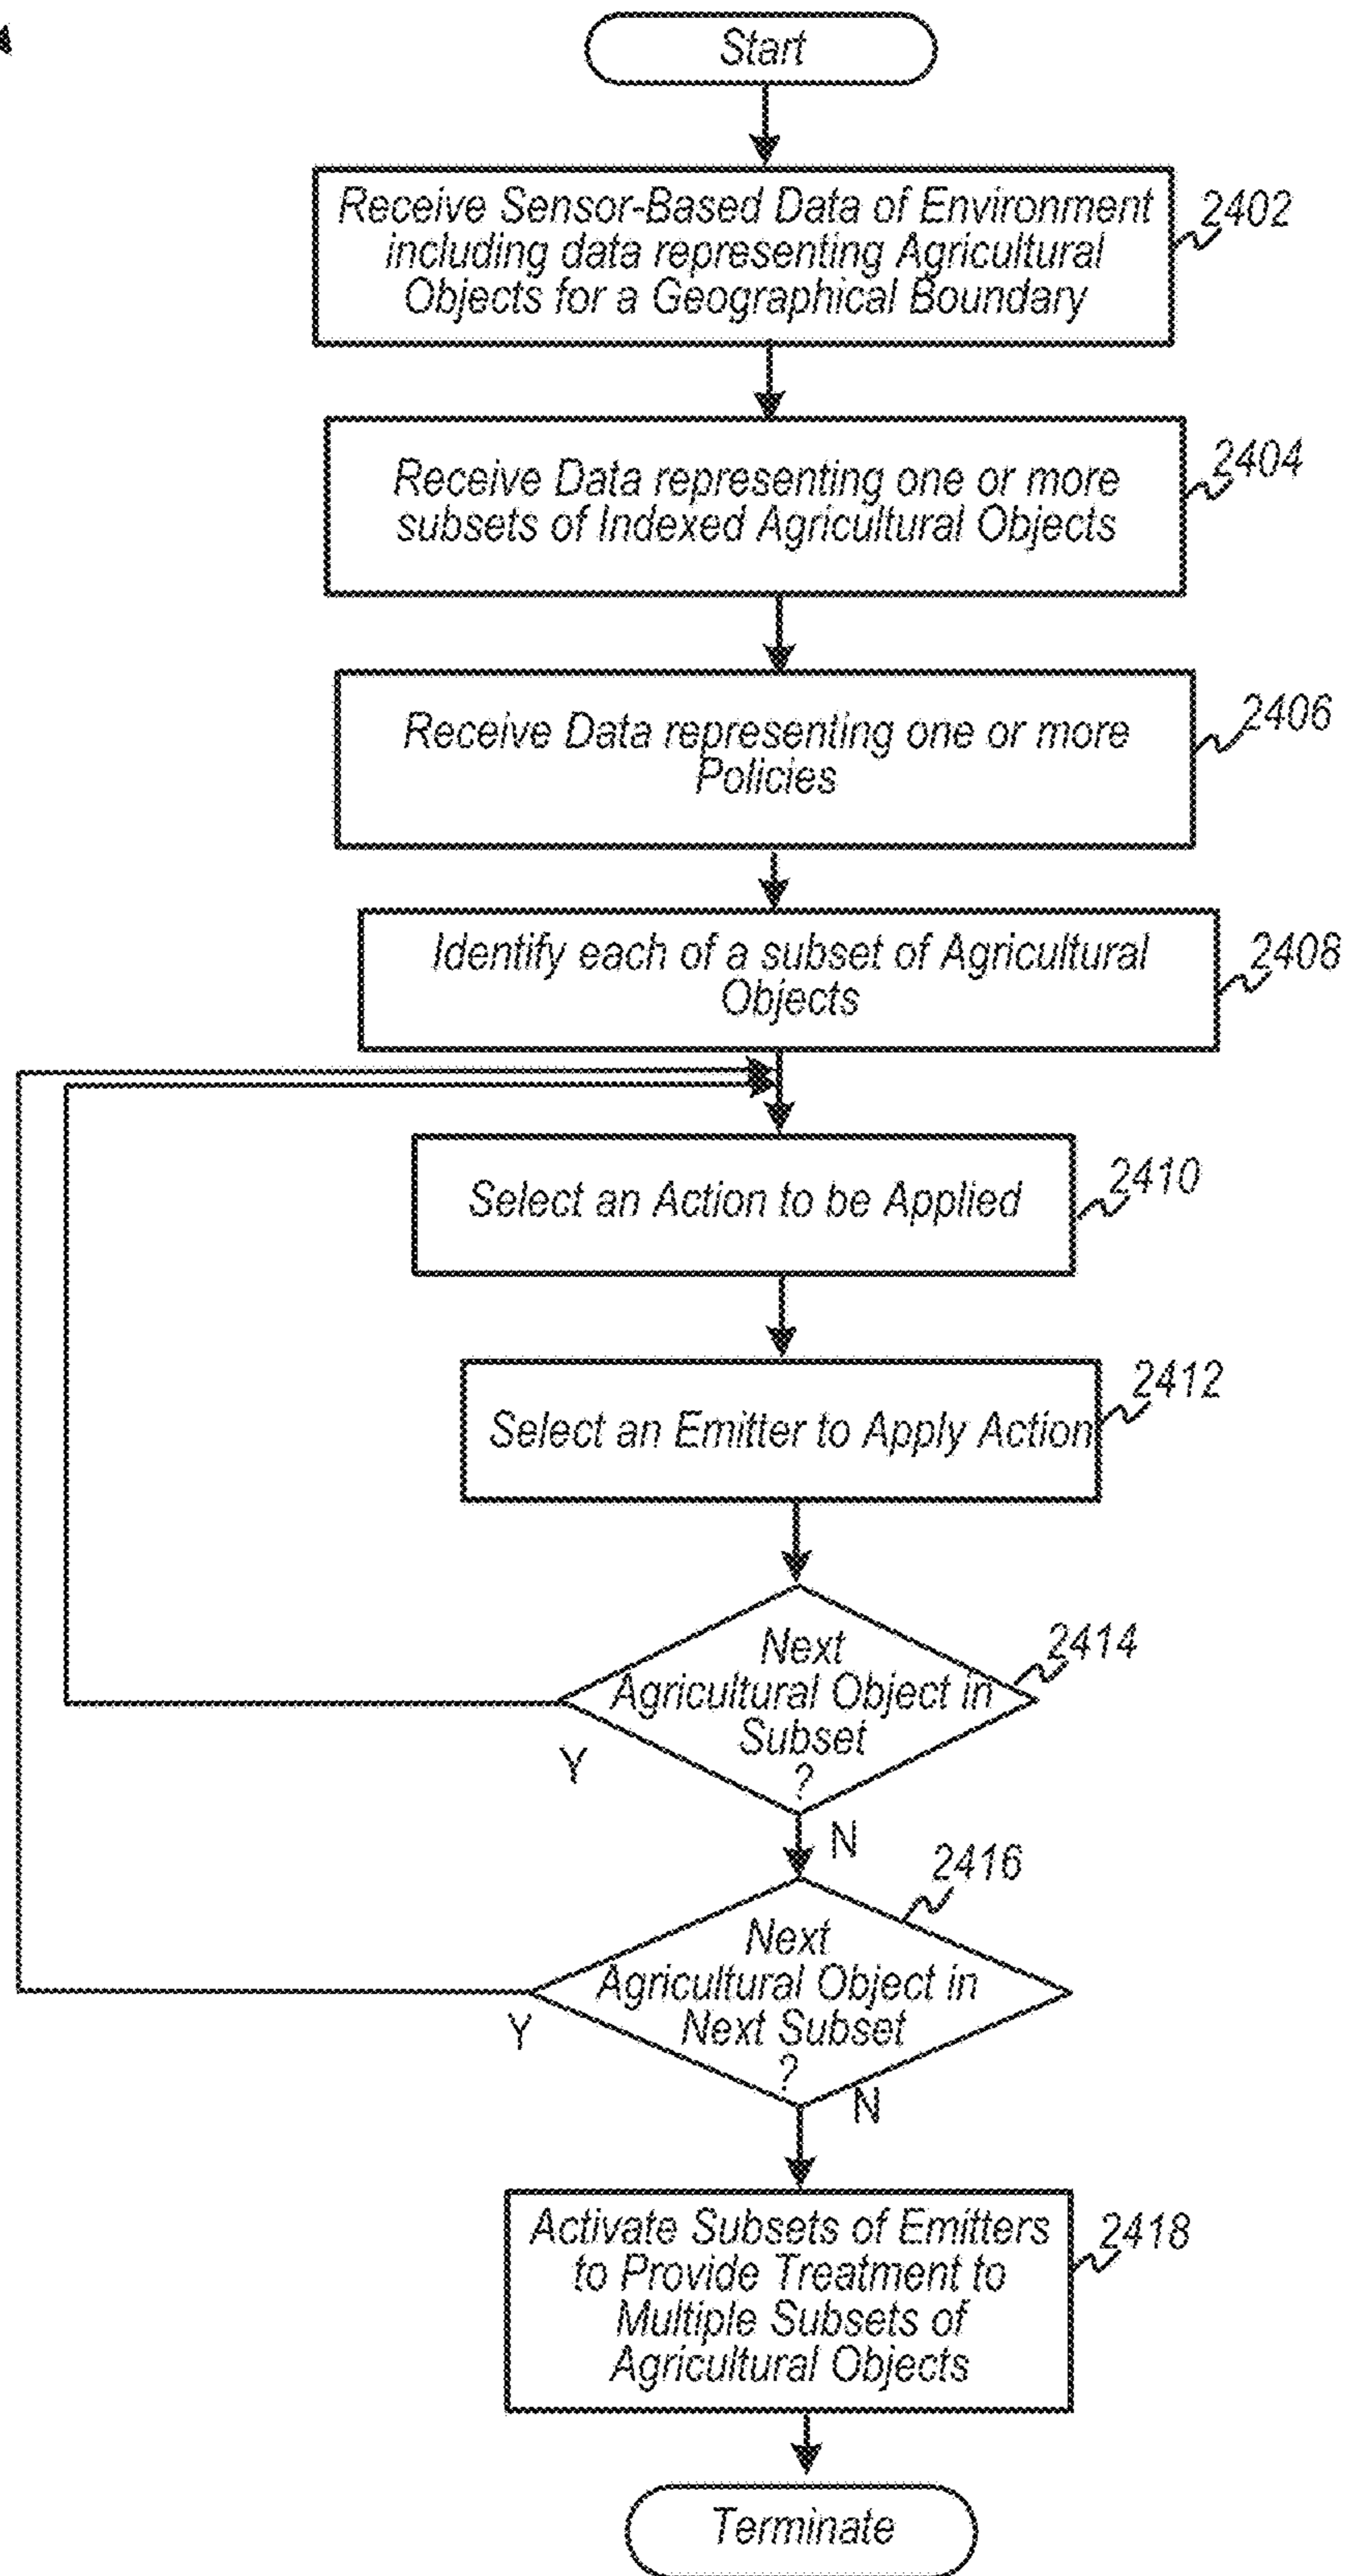 Start
Receive Sensor-Based Data of Environment
including data representing Agricultural
Objects for a Geographical Boundary
2402
Receive Data representing one or more
subsets of Indexed Agricultural Objects
2404
Receive Data representing one or more
Policies
2406
Identify each of a subset of Agricultural
Objects
2408
Select an Action to be Applied
2410
Select an Emitter to Apply Action
2412
Next
Agricultural Object in
Subset
?
2414
Y
N
Next
Agricultural Object in
Next Subset
?
2416
Y
N
Activate Subsets of Emitters
to Provide Treatment to
Multiple Subsets of
Agricultural Objects
2418
Terminate